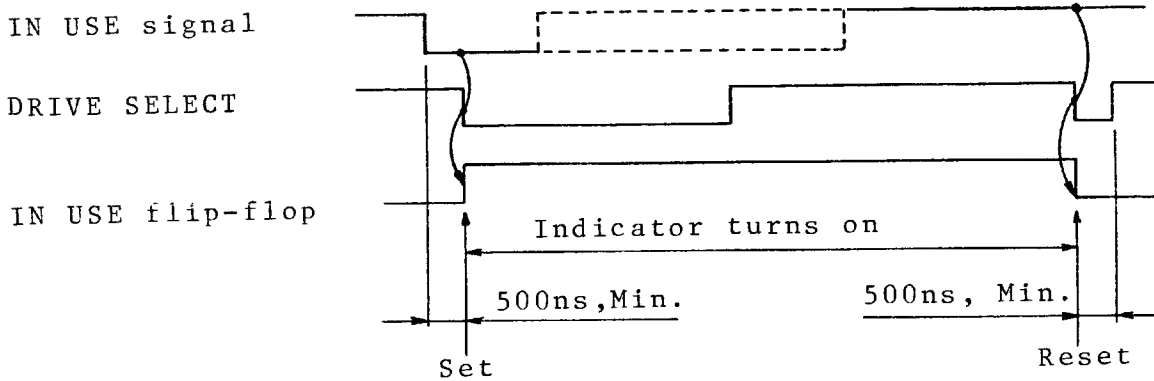 IN USE signal
DRIVE SELECT
IN USE flip-flop
Indicator turns on
500ns,Min.
500ns, Min.
Set
Reset